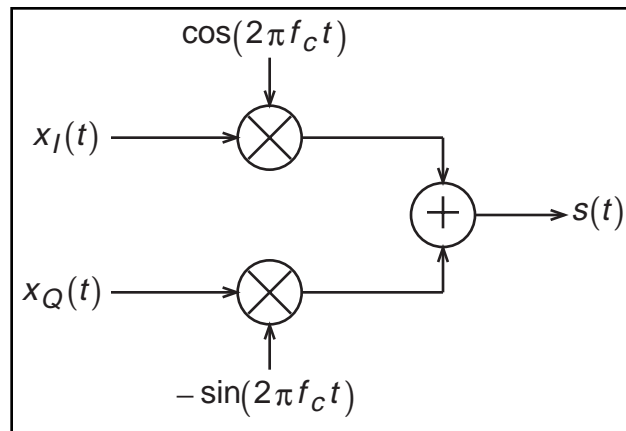 cos(2πf_c t)
x_I(t)
+
s(t)
x_Q(t)
−sin(2πf_c t)